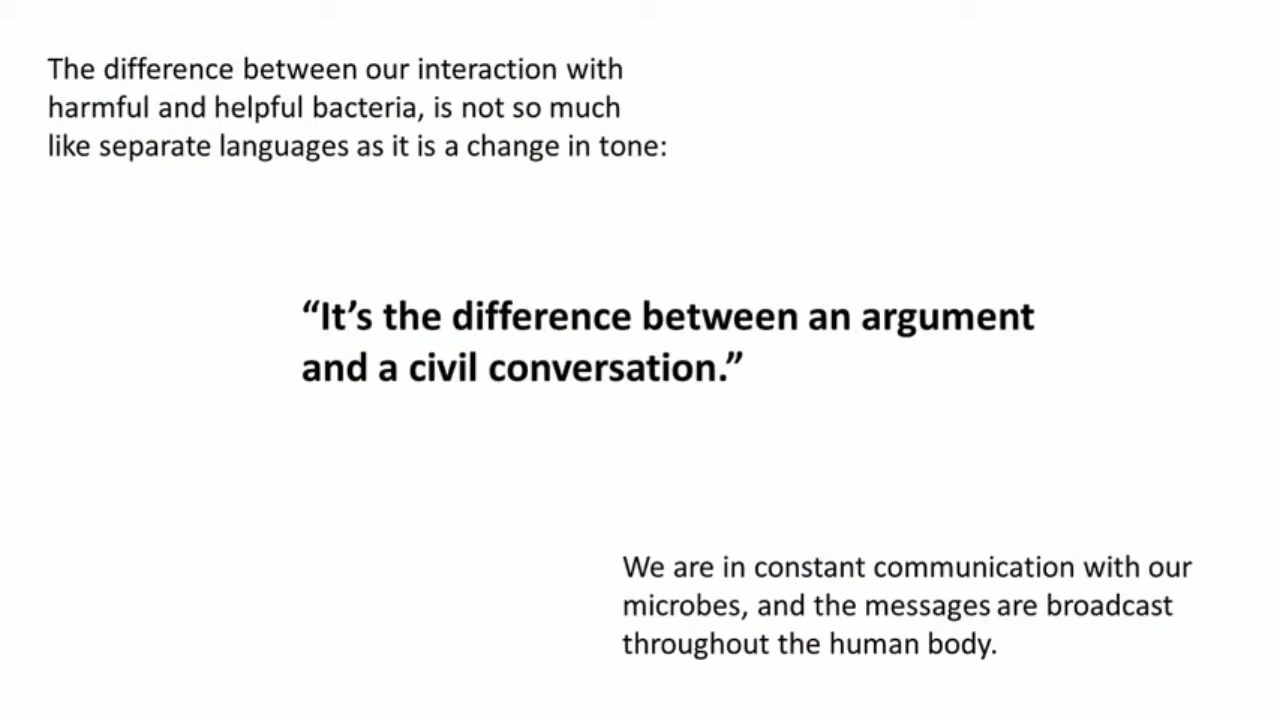 The difference between our interaction with
harmful and helpful bacteria, is not so much
like separate languages as it is a change in tone:
“It’s the difference between an argument
and a civil conversation.”
We are in constant communication with our
microbes, and the messages are broadcast
throughout the human body.